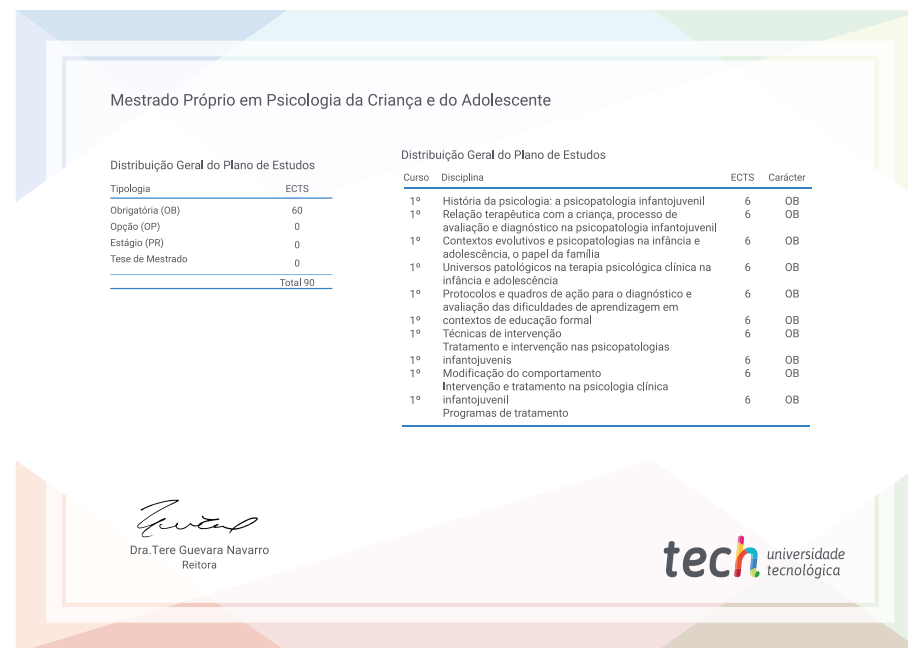 Mestrado Próprio em Psicologia da Criança e do Adolescente
Distribuição Geral do Plano de Estudos
Tipologia ECTS
Obrigatória (OB) 60
Opção (OP) 0
Estágio (PR) 0
Tese de Mestrado 0
Total 90
Distribuição Geral do Plano de Estudos
Curso Disciplina ECTS Carácter
1º História da psicologia: a psicopatologia infantojuvenil 6 OB
1º Relação terapêutica com a criança, processo de 6 OB
avaliação e diagnóstico na psicopatologia infantojuvenil
1º Contextos evolutivos e psicopatologias na infância e 6 OB
adolescência, o papel da família
1º Universos patológicos na terapia psicológica clínica na 6 OB
infância e adolescência
1º Protocolos e quadros de ação para o diagnóstico e 6 OB
avaliação das dificuldades de aprendizagem em
1º contextos de educação formal 6 OB
1º Técnicas de intervenção 6 OB
Tratamento e intervenção nas psicopatologias
1º infantojuvenis 6 OB
1º Modificação do comportamento 6 OB
Intervenção e tratamento na psicologia clínica
1º infantojuvenil 6 OB
Programas de tratamento
Dra.Tere Guevara Navarro
Reitora
tech universidade
tecnológica